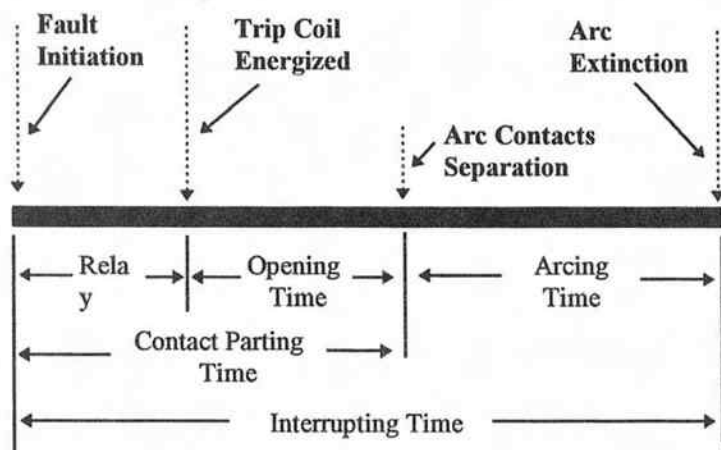 Fault
Initiation
Trip Coil
Energized
Arc
Extinction
Arc Contacts
Separation
Rela
y
Opening
Time
Arcing
Time
Contact Parting
Time
Interrupting Time